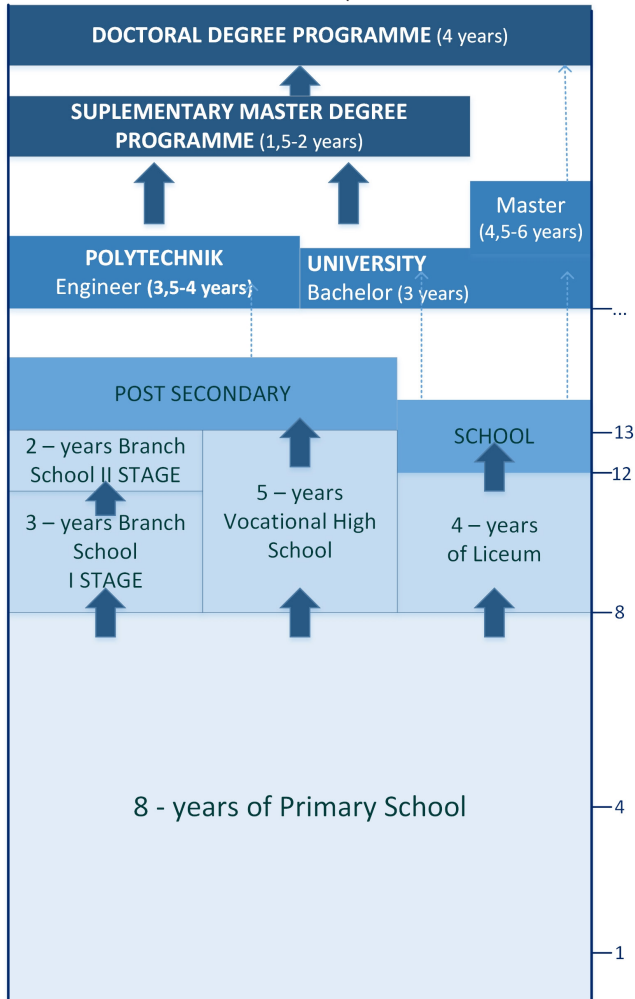 DOCTORAL DEGREE PROGRAMME (4 years)
SUPLEMENTARY MASTER DEGREE
PROGRAMME (1,5-2 years)
Master
(4,5-6 years)
POLYTECHNIK
Engineer (3,5-4 years)
UNIVERSITY
Bachelor (3 years)
...
POST SECONDARY
SCHOOL
13
12
2 – years Branch
School II STAGE
3 – years Branch
School
I STAGE
5 – years
Vocational High
School
4 – years
of Liceum
8
8 - years of Primary School
4
1